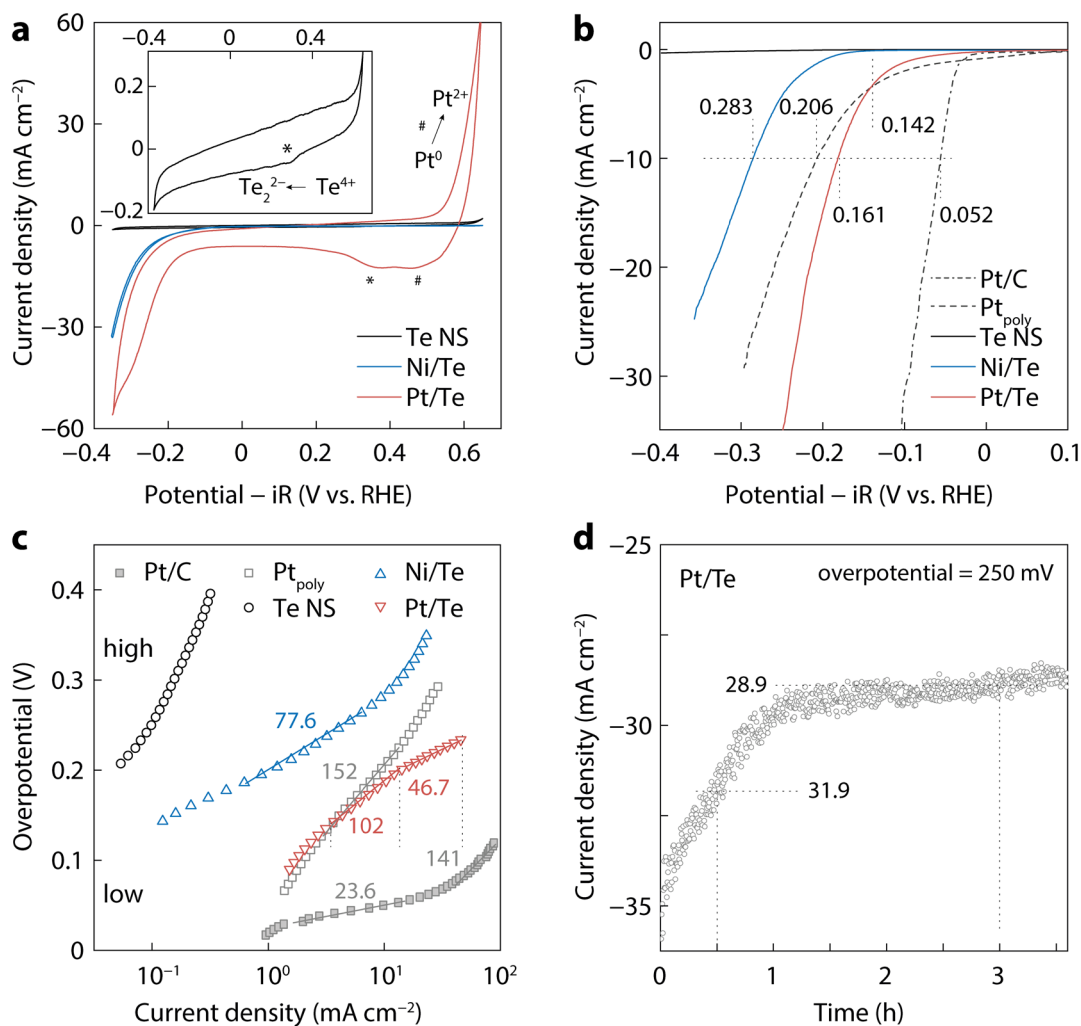 a
60
30
0
−30
−60
Current density (mA cm⁻²)
−0.4 0 0.4
0.2
0
−0.2
*
Te₂²⁻ ← Te⁴⁺
Pt²⁺
#
Pt⁰
* #
Te NS
Ni/Te
Pt/Te
−0.4 −0.2 0 0.2 0.4 0.6
Potential − iR (V vs. RHE)
b
0
−10
−20
−30
Current density (mA cm⁻²)
0.283 0.206
0.142
0.161 0.052
Pt/C
Pt_poly
Te NS
Ni/Te
Pt/Te
−0.4 −0.3 −0.2 −0.1 0 0.1
Potential − iR (V vs. RHE)
c
0.4
0.3
0.2
0.1
0
Overpotential (V)
Pt/C Pt_poly Ni/Te
Te NS Pt/Te
high
77.6
152
46.7
102
141
low
23.6
10⁻¹ 10⁰ 10¹ 10²
Current density (mA cm⁻²)
d
−25
−30
−35
Current density (mA cm⁻²)
Pt/Te overpotential = 250 mV
28.9
31.9
0 1 2 3
Time (h)